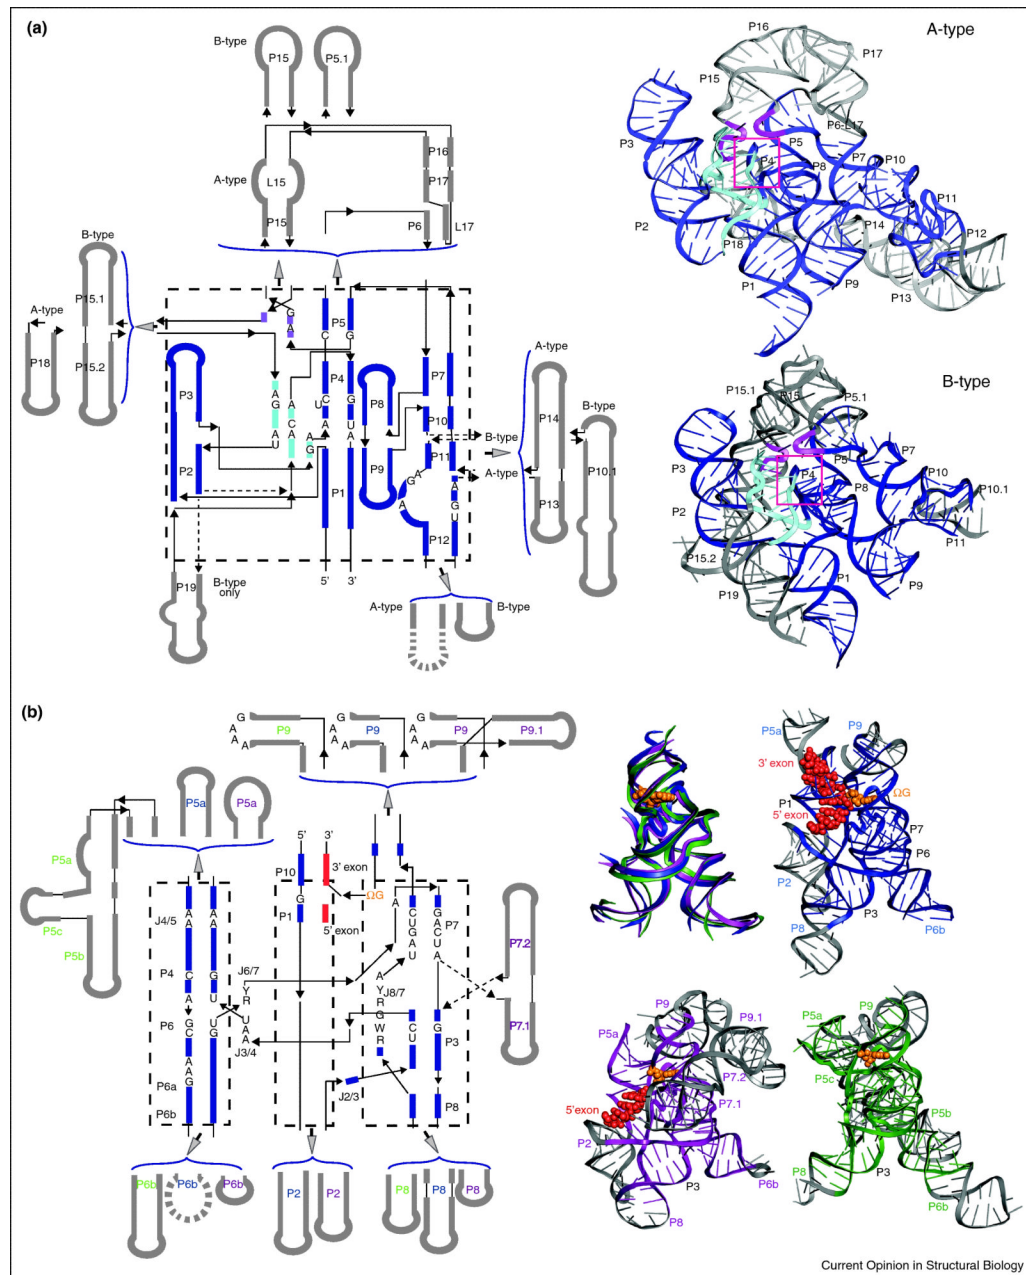 (a)
B-type
P15
P5.1
A-type
L15
P15
P16
P17
P6
L17
B-type
P15.1
P15.2
A-type
P18
G
A
P5
C
G
P3
P2
A
G
A
U
A
C
A
A
G
P4
U
C
A
G
U
A
P1
P8
P9
P7
P10
P11
A
G
A
A
G
U
P12
B-type
A-type
5'
3'
P19
B-type
only
A-type
B-type
A-type
P14
P13
B-type
P10.1
A-type
P16
P17
P15
P6-L17
P3
P5
P4
P8
P7
P10
P11
P12
P2
P18
P14
P13
P1
P9
B-type
P15.1
P15
P5.1
P3
P5
P7
P4
P8
P10
P10.1
P2
P11
P15.2
P19
P1
P9
(b)
G
A
A
A
P9
G
A
A
A
P9
G
A
A
A
P9
P9.1
P5a
P5a
P5a
P5c
P5b
5'
3'
P10
3' exon
ΩG
G
P1
5' exon
J4/5
AA
AA
P4
C
A
G
U
J6/7
Y
R
P6
G
C
G
U
U
A
A
J3/4
A
A
G
P6a
P6b
A
C
U
G
A
U
G
A
C
U
A
P7
A
Y
R
G
W
R
J8/7
C
U
G
P3
J2/3
P8
P7.2
P7.1
P6b
P6b
P6b
P2
P2
P8
P8
P8
P5a
P9
3' exon
ΩG
P1
5' exon
P7
P6
P2
P3
P8
P6b
P9
P9.1
P5a
P7.2
P7.1
5'exon
P2
P3
P6b
P8
P5a
P9
P5c
P5b
P8
P3
P6b
Current Opinion in Structural Biology